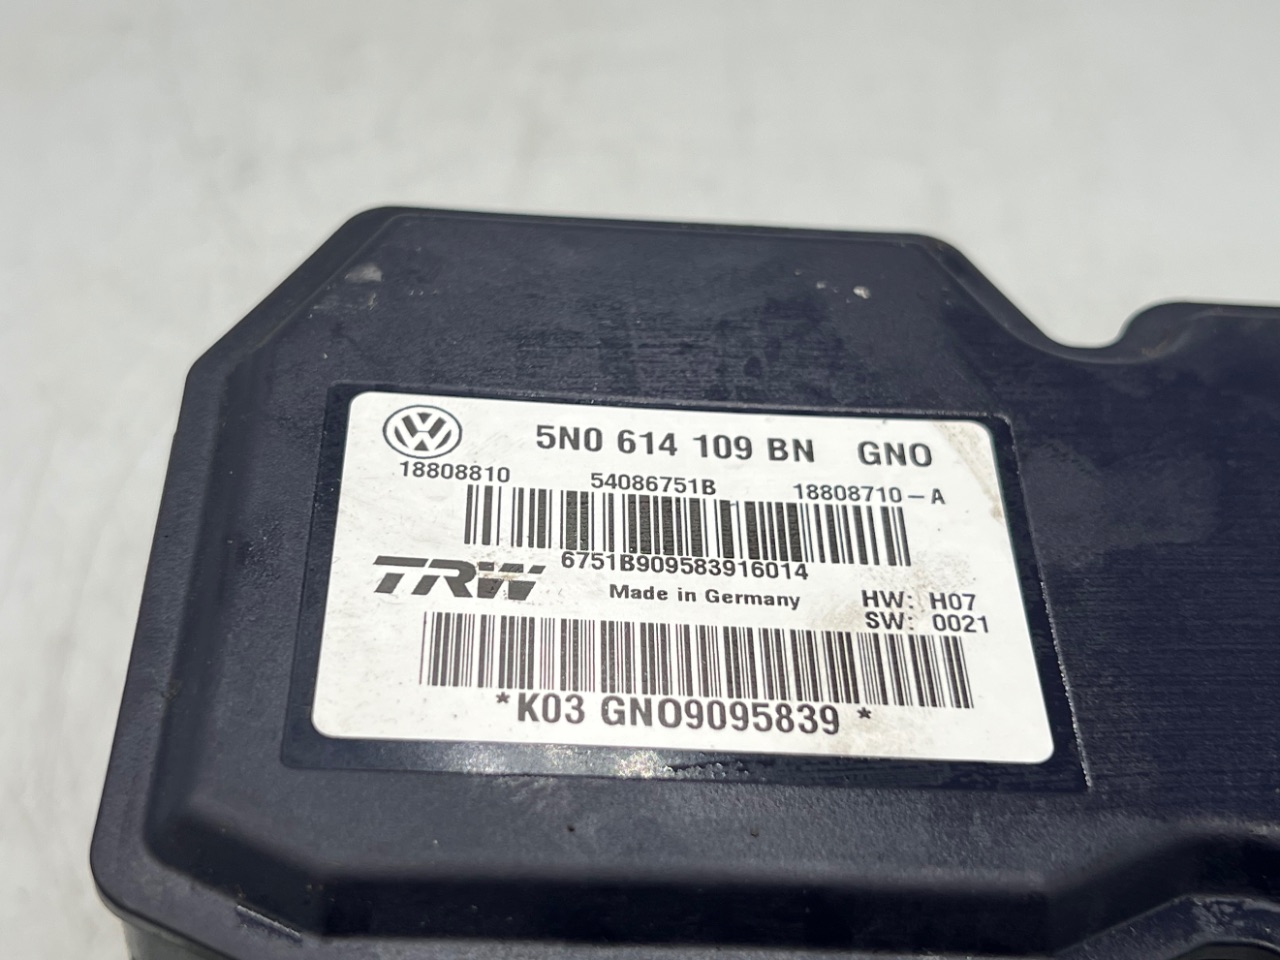 5N0 614 109 BN GNO
18808810 54086751B 18808710-A
6751B909583916014
TRW Made in Germany HW: H07
SW: 0021
*K03 GNO9095839 *